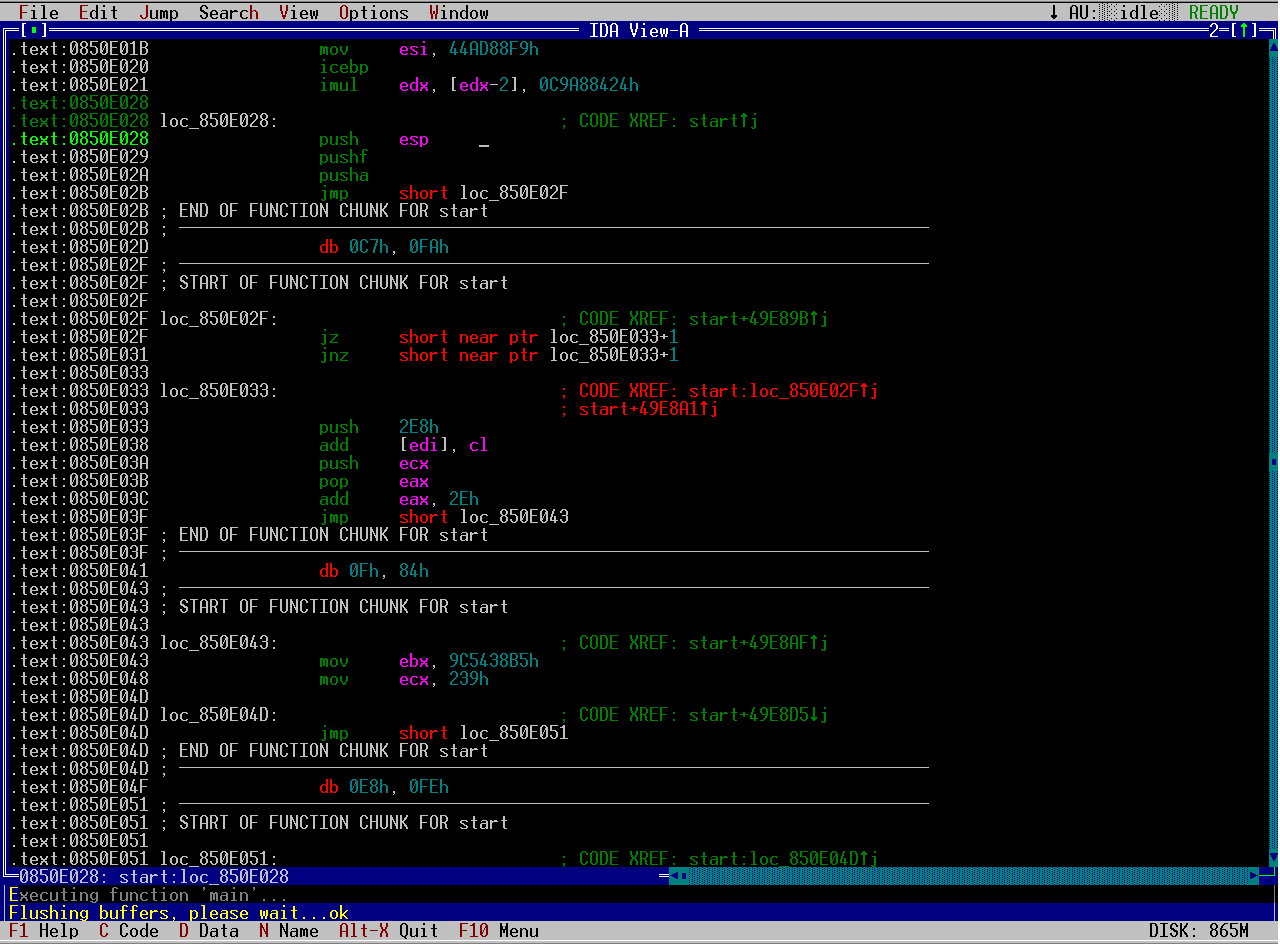 File Edit Jump Search View Options Window ↓ AU: idle READY
[▪] IDA View-A 2=[↑]
.text:0850E01B mov esi, 44AD88F9h
.text:0850E020 icebp
.text:0850E021 imul edx, [edx-2], 0C9A88424h
.text:0850E028
.text:0850E028 loc_850E028: ; CODE XREF: start↑j
.text:0850E028 push esp _
.text:0850E029 pushf
.text:0850E02A pusha
.text:0850E02B jmp short loc_850E02F
.text:0850E02B ; END OF FUNCTION CHUNK FOR start
.text:0850E02B ;
.text:0850E02D db 0C7h, 0FAh
.text:0850E02F ;
.text:0850E02F ; START OF FUNCTION CHUNK FOR start
.text:0850E02F
.text:0850E02F loc_850E02F: ; CODE XREF: start+49E89B↑j
.text:0850E02F jz short near ptr loc_850E033+1
.text:0850E031 jnz short near ptr loc_850E033+1
.text:0850E033
.text:0850E033 loc_850E033: ; CODE XREF: start:loc_850E02F↑j
.text:0850E033 ; start+49E8A1↑j
.text:0850E033 push 2E8h
.text:0850E038 add [edi], cl
.text:0850E03A push ecx
.text:0850E03B pop eax
.text:0850E03C add eax, 2Eh
.text:0850E03F jmp short loc_850E043
.text:0850E03F ; END OF FUNCTION CHUNK FOR start
.text:0850E03F ;
.text:0850E041 db 0Fh, 84h
.text:0850E043 ;
.text:0850E043 ; START OF FUNCTION CHUNK FOR start
.text:0850E043
.text:0850E043 loc_850E043: ; CODE XREF: start+49E8AF↑j
.text:0850E043 mov ebx, 9C5438B5h
.text:0850E048 mov ecx, 239h
.text:0850E04D
.text:0850E04D loc_850E04D: ; CODE XREF: start+49E8D5↓j
.text:0850E04D jmp short loc_850E051
.text:0850E04D ; END OF FUNCTION CHUNK FOR start
.text:0850E04D ;
.text:0850E04F db 0E8h, 0FEh
.text:0850E051 ;
.text:0850E051 ; START OF FUNCTION CHUNK FOR start
.text:0850E051
.text:0850E051 loc_850E051: ; CODE XREF: start:loc_850E04D↑j
0850E028: start:loc_850E028
Executing function 'main'...
Flushing buffers, please wait...ok
F1 Help C Code D Data N Name Alt-X Quit F10 Menu DISK: 865M